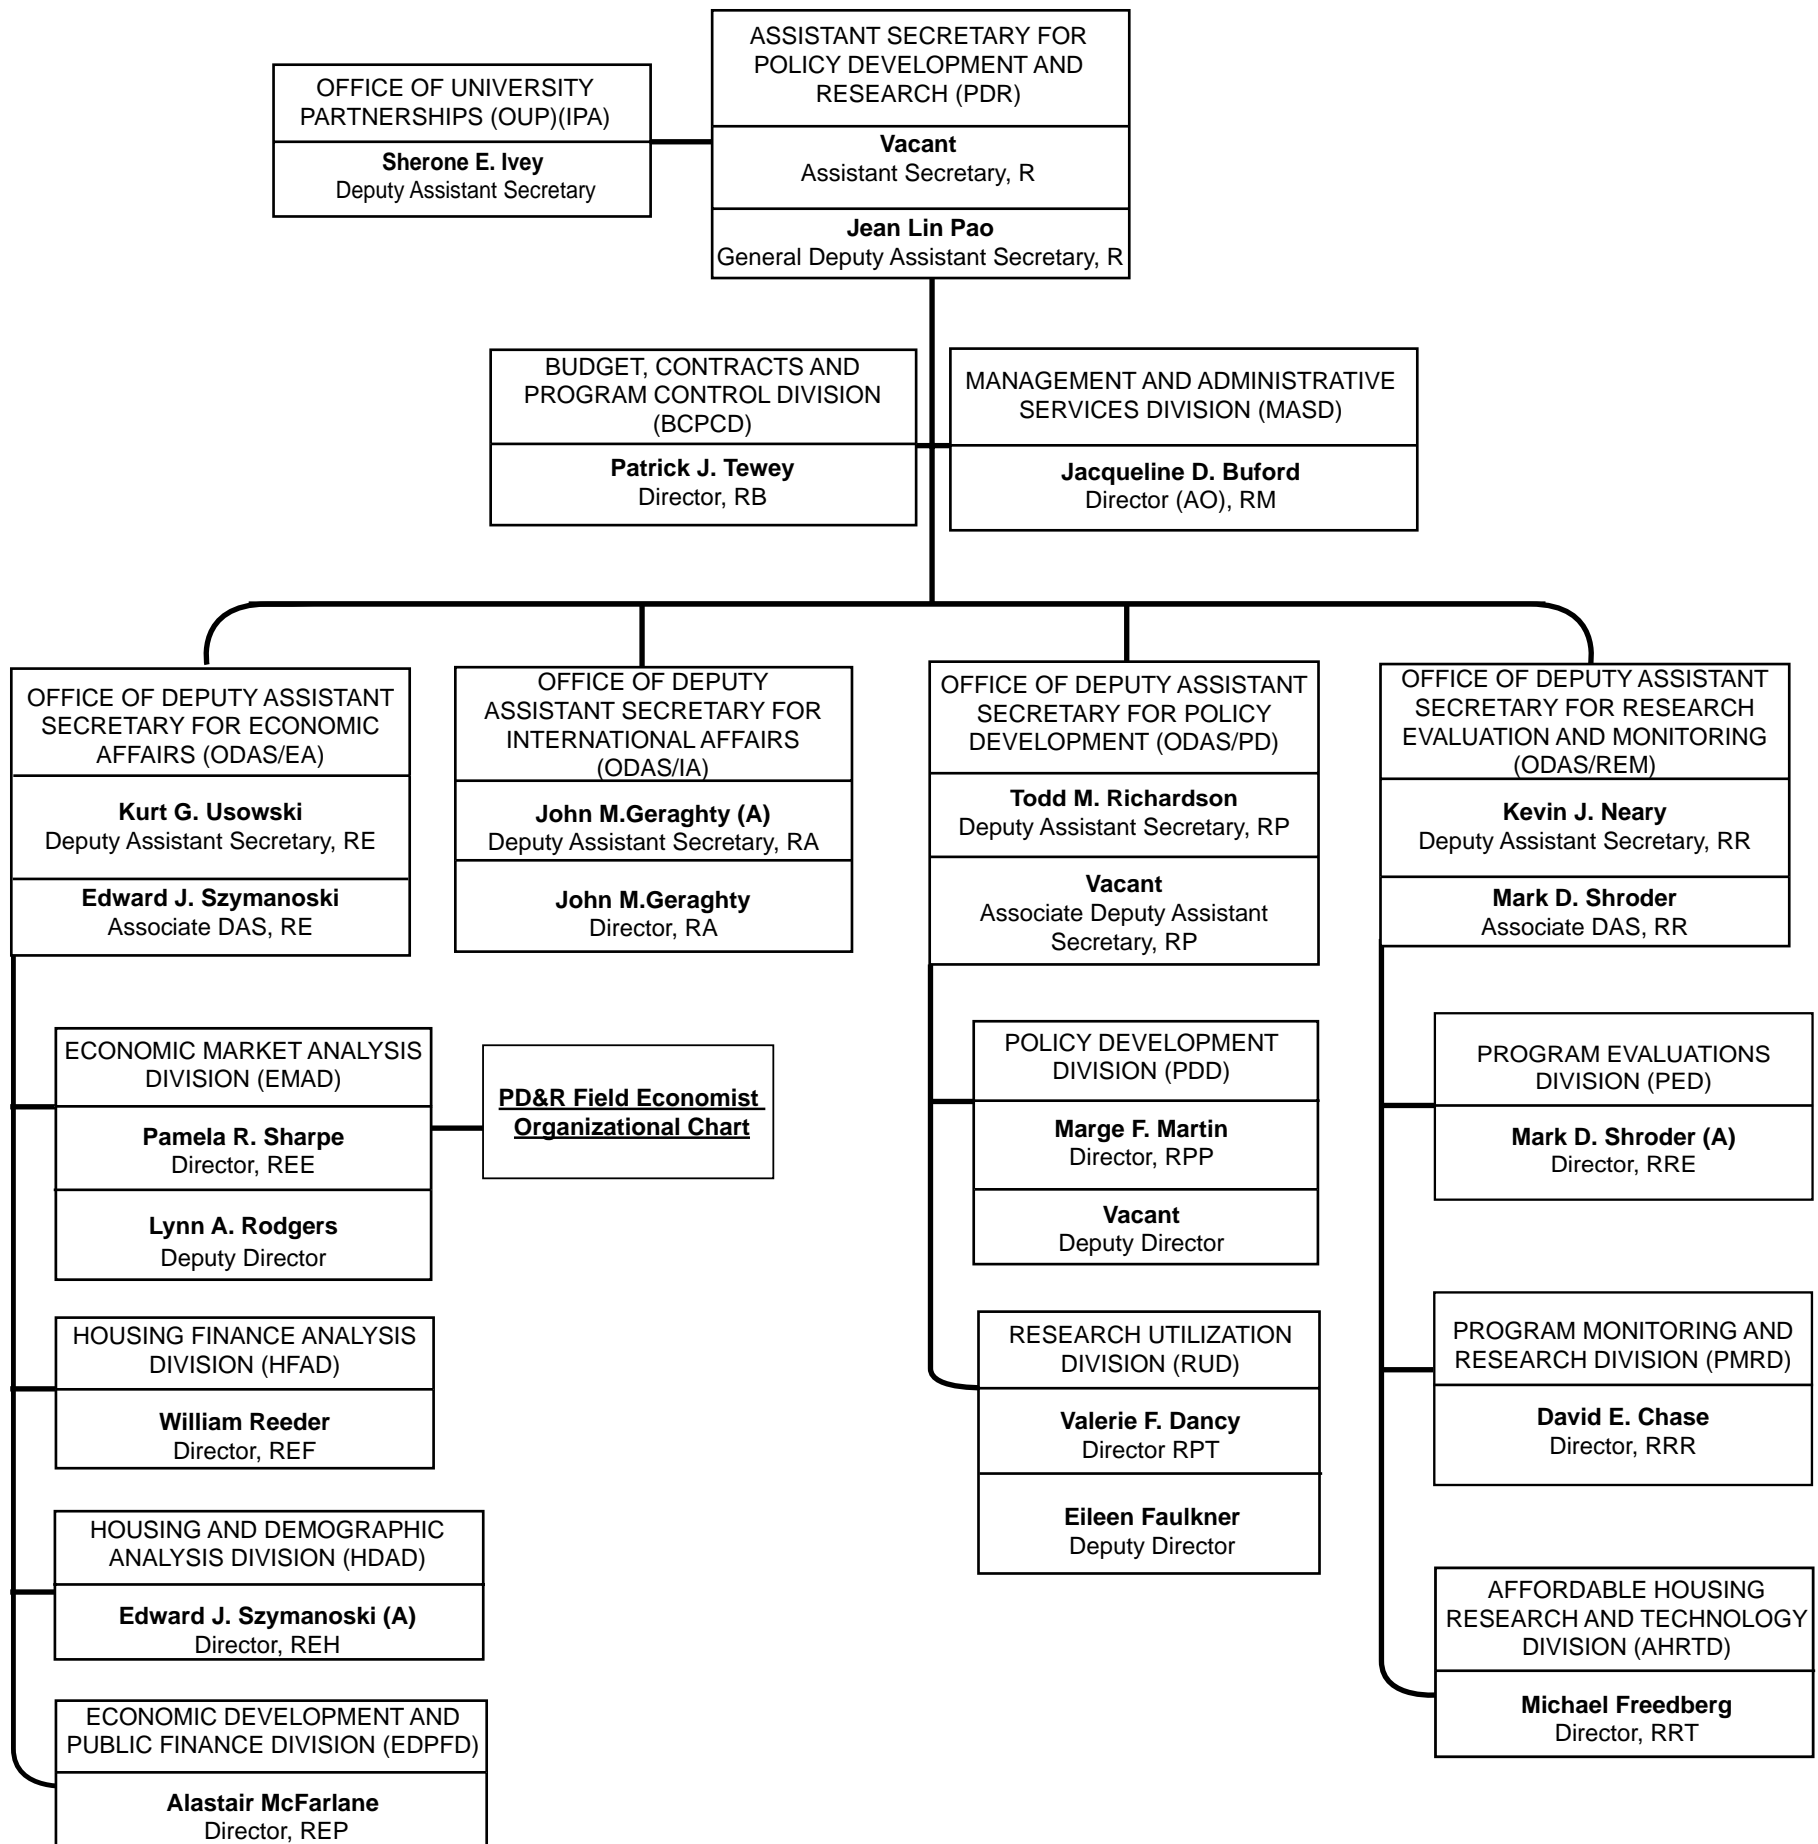 ASSISTANT SECRETARY FOR
POLICY DEVELOPMENT AND
RESEARCH (PDR)
Vacant
Assistant Secretary, R
Jean Lin Pao
General Deputy Assistant Secretary, R
OFFICE OF UNIVERSITY
PARTNERSHIPS (OUP)(IPA)
Sherone E. Ivey
Deputy Assistant Secretary
BUDGET, CONTRACTS AND
PROGRAM CONTROL DIVISION
(BCPCD)
Patrick J. Tewey
Director, RB
MANAGEMENT AND ADMINISTRATIVE
SERVICES DIVISION (MASD)
Jacqueline D. Buford
Director (AO), RM
OFFICE OF DEPUTY ASSISTANT
SECRETARY FOR ECONOMIC
AFFAIRS (ODAS/EA)
Kurt G. Usowski
Deputy Assistant Secretary, RE
Edward J. Szymanoski
Associate DAS, RE
ECONOMIC MARKET ANALYSIS
DIVISION (EMAD)
Pamela R. Sharpe
Director, REE
Lynn A. Rodgers
Deputy Director
PD&R Field Economist
Organizational Chart
HOUSING FINANCE ANALYSIS
DIVISION (HFAD)
William Reeder
Director, REF
HOUSING AND DEMOGRAPHIC
ANALYSIS DIVISION (HDAD)
Edward J. Szymanoski (A)
Director, REH
ECONOMIC DEVELOPMENT AND
PUBLIC FINANCE DIVISION (EDPFD)
Alastair McFarlane
Director, REP
OFFICE OF DEPUTY
ASSISTANT SECRETARY FOR
INTERNATIONAL AFFAIRS
(ODAS/IA)
John M.Geraghty (A)
Deputy Assistant Secretary, RA
John M.Geraghty
Director, RA
OFFICE OF DEPUTY ASSISTANT
SECRETARY FOR POLICY
DEVELOPMENT (ODAS/PD)
Todd M. Richardson
Deputy Assistant Secretary, RP
Vacant
Associate Deputy Assistant
Secretary, RP
POLICY DEVELOPMENT
DIVISION (PDD)
Marge F. Martin
Director, RPP
Vacant
Deputy Director
RESEARCH UTILIZATION
DIVISION (RUD)
Valerie F. Dancy
Director RPT
Eileen Faulkner
Deputy Director
OFFICE OF DEPUTY ASSISTANT
SECRETARY FOR RESEARCH
EVALUATION AND MONITORING
(ODAS/REM)
Kevin J. Neary
Deputy Assistant Secretary, RR
Mark D. Shroder
Associate DAS, RR
PROGRAM EVALUATIONS
DIVISION (PED)
Mark D. Shroder (A)
Director, RRE
PROGRAM MONITORING AND
RESEARCH DIVISION (PMRD)
David E. Chase
Director, RRR
AFFORDABLE HOUSING
RESEARCH AND TECHNOLOGY
DIVISION (AHRTD)
Michael Freedberg
Director, RRT